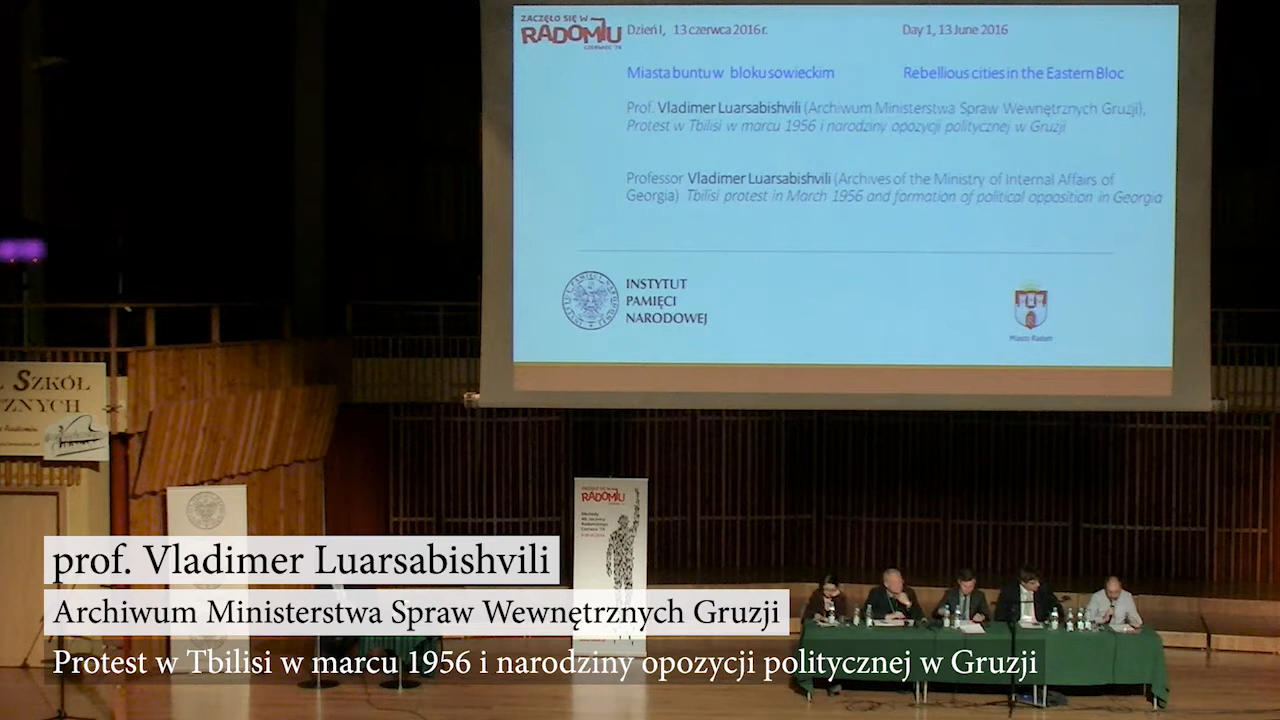 ZACZĘŁO SIĘ W
RADOMIU
CZERWIEC '76
Dzień I, 13 czerwca 2016 r.
Day 1, 13 June 2016
Miasta buntu w bloku sowieckim
Rebellious cities in the Eastern Bloc
Prof. Vladimer Luarsabishvili (Archiwum Ministerstwa Spraw Wewnętrznych Gruzji),
Protest w Tbilisi w marcu 1956 i narodziny opozycji politycznej w Gruzji
Professor Vladimer Luarsabishvili (Archives of the Ministry of Internal Affairs of
Georgia) Tbilisi protest in March 1956 and formation of political opposition in Georgia
INSTYTUT
PAMIĘCI
NARODOWEJ
Miasto Radom
SZKÓŁ
ZNYCH
RADOMIU
prof. Vladimer Luarsabishvili
Archiwum Ministerstwa Spraw Wewnętrznych Gruzji
Protest w Tbilisi w marcu 1956 i narodziny opozycji politycznej w Gruzji